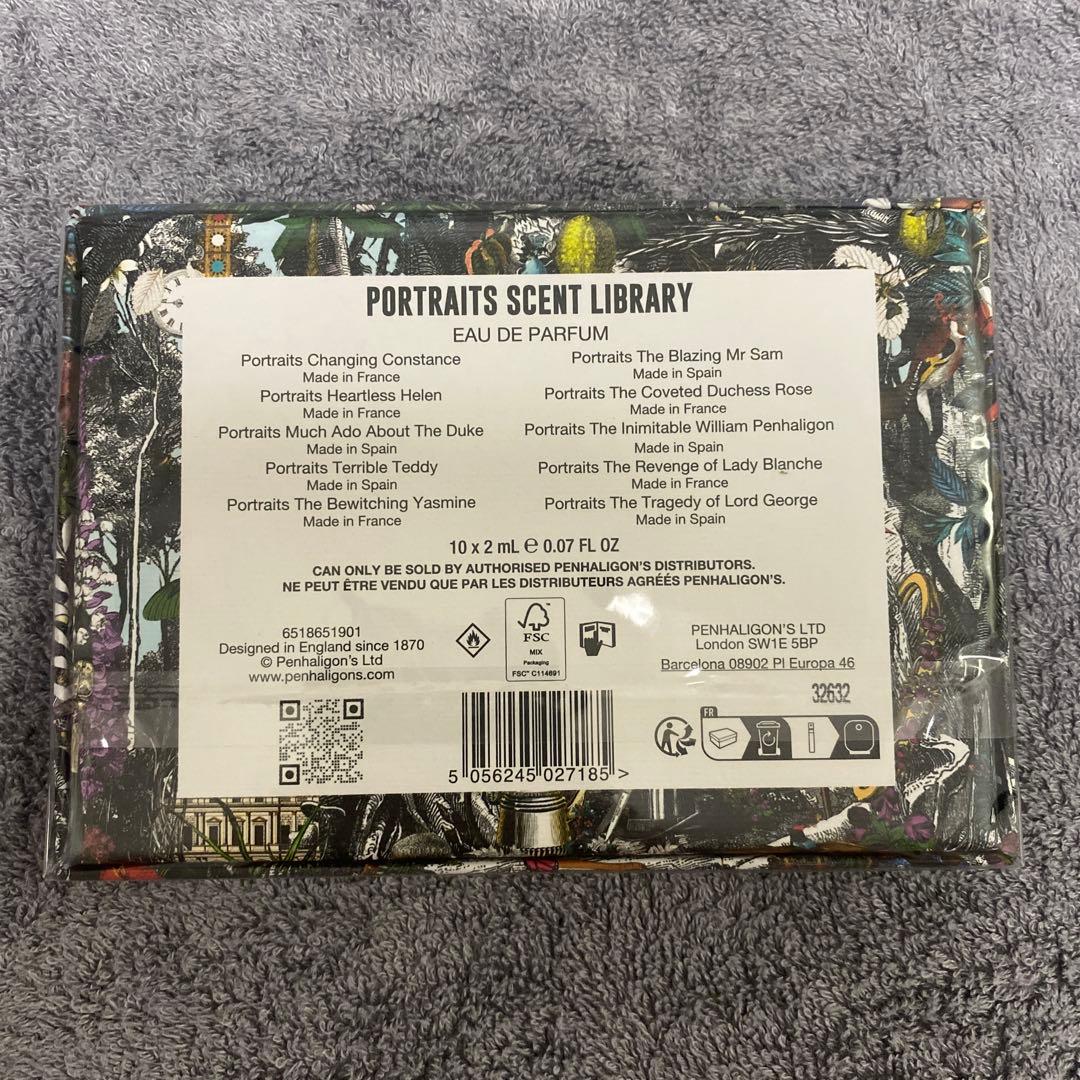 PORTRAITS SCENT LIBRARY
EAU DE PARFUM
Portraits Changing Constance
Made in France
Portraits Heartless Helen
Made in France
Portraits Much Ado About The Duke
Made in Spain
Portraits Terrible Teddy
Made in Spain
Portraits The Bewitching Yasmine
Made in France
Portraits The Blazing Mr Sam
Made in Spain
Portraits The Coveted Duchess Rose
Made in France
Portraits The Inimitable William Penhaligon
Made in Spain
Portraits The Revenge of Lady Blanche
Made in France
Portraits The Tragedy of Lord George
Made in Spain
10 x 2 mL ℮ 0.07 FL OZ
CAN ONLY BE SOLD BY AUTHORISED PENHALIGON'S DISTRIBUTORS.
NE PEUT ÊTRE VENDU QUE PAR LES DISTRIBUTEURS AGRÉÉS PENHALIGON'S.
6518651901
Designed in England since 1870
© Penhaligon's Ltd
www.penhaligons.com
FSC
MIX
Packaging
FSC™ C114691
PENHALIGON'S LTD
London SW1E 5BP
Barcelona 08902 Pl Europa 46
32632
FR
5 056245 027185 >